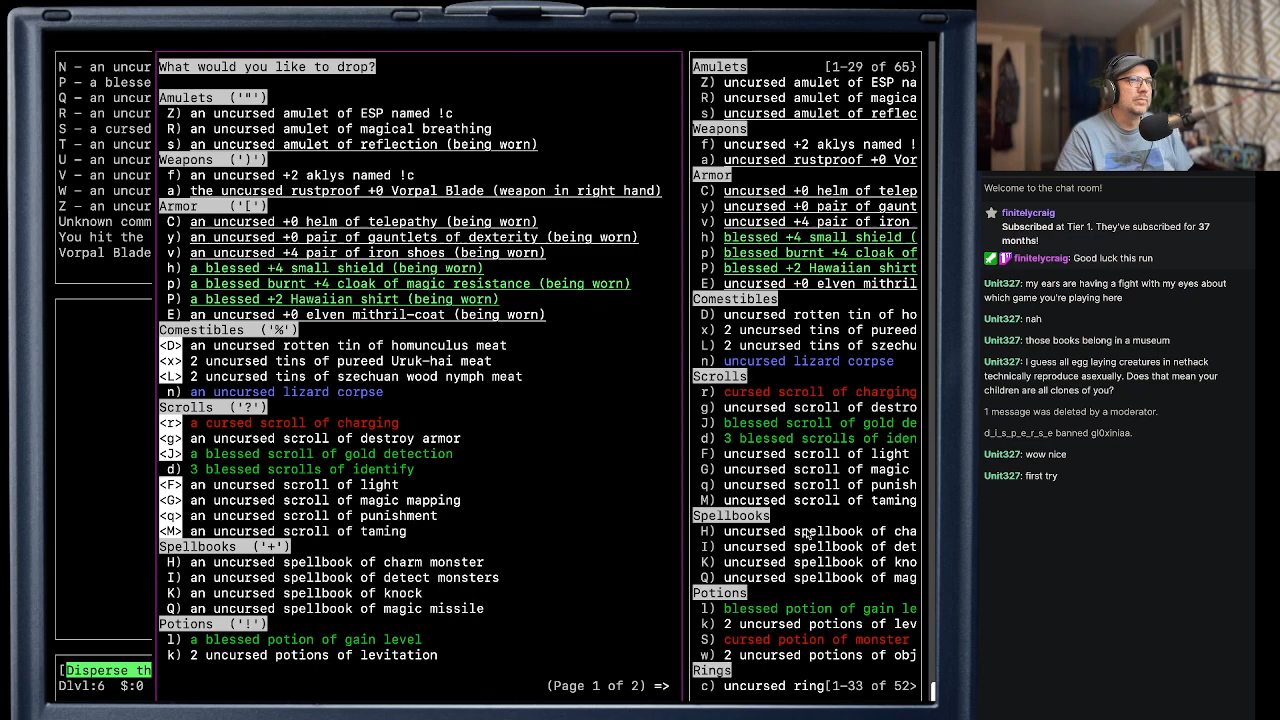 N - an uncur
P - a blesse
Q - an uncur
R - an uncur
S - a cursed
T - an uncur
U - an uncur
V - an uncur
W - an uncur
Z - an uncur
Unknown comm
You hit the
Vorpal Blade
[Disperse th
Dlvl:6 $:0
What would you like to drop?
Amulets ('"')
Z) an uncursed amulet of ESP named !c
R) an uncursed amulet of magical breathing
s) an uncursed amulet of reflection (being worn)
Weapons (')')
f) an uncursed +2 aklys named !c
a) the uncursed rustproof +0 Vorpal Blade (weapon in right hand)
Armor ('[')
C) an uncursed +0 helm of telepathy (being worn)
y) an uncursed +0 pair of gauntlets of dexterity (being worn)
v) an uncursed +4 pair of iron shoes (being worn)
h) a blessed +4 small shield (being worn)
p) a blessed burnt +4 cloak of magic resistance (being worn)
P) a blessed +2 Hawaiian shirt (being worn)
E) an uncursed +0 elven mithril-coat (being worn)
Comestibles ('%')
<D> an uncursed rotten tin of homunculus meat
<x> 2 uncursed tins of pureed Uruk-hai meat
<L> 2 uncursed tins of szechuan wood nymph meat
n) an uncursed lizard corpse
Scrolls ('?')
<r> a cursed scroll of charging
<g> an uncursed scroll of destroy armor
<J> a blessed scroll of gold detection
d) 3 blessed scrolls of identify
<F> an uncursed scroll of light
<G> an uncursed scroll of magic mapping
<q> an uncursed scroll of punishment
<M> an uncursed scroll of taming
Spellbooks ('+')
H) an uncursed spellbook of charm monster
I) an uncursed spellbook of detect monsters
K) an uncursed spellbook of knock
Q) an uncursed spellbook of magic missile
Potions ('!')
l) a blessed potion of gain level
k) 2 uncursed potions of levitation
(Page 1 of 2) =>
Amulets [1-29 of 65}
Z) uncursed amulet of ESP na
R) uncursed amulet of magica
s) uncursed amulet of reflec
Weapons
f) uncursed +2 aklys named !
a) uncursed rustproof +0 Vor
Armor
C) uncursed +0 helm of telep
y) uncursed +0 pair of gaunt
v) uncursed +4 pair of iron
h) blessed +4 small shield (
p) blessed burnt +4 cloak of
P) blessed +2 Hawaiian shirt
E) uncursed +0 elven mithril
Comestibles
D) uncursed rotten tin of ho
x) 2 uncursed tins of pureed
L) 2 uncursed tins of szechu
n) uncursed lizard corpse
Scrolls
r) cursed scroll of charging
g) uncursed scroll of destro
J) blessed scroll of gold de
d) 3 blessed scrolls of iden
F) uncursed scroll of light
G) uncursed scroll of magic
q) uncursed scroll of punish
M) uncursed scroll of taming
Spellbooks
H) uncursed spellbook of cha
I) uncursed spellbook of det
K) uncursed spellbook of kno
Q) uncursed spellbook of mag
Potions
l) blessed potion of gain le
k) 2 uncursed potions of lev
S) cursed potion of monster
w) 2 uncursed potions of obj
Rings
c) uncursed ring[1-33 of 52>
Welcome to the chat room!
finitelycraig
Subscribed at Tier 1. They've subscribed for 37
months!
finitelycraig: Good luck this run
Unit327: my ears are having a fight with my eyes about
which game you're playing here
Unit327: nah
Unit327: those books belong in a museum
Unit327: I guess all egg laying creatures in nethack
technically reproduce asexually. Does that mean your
children are all clones of you?
1 message was deleted by a moderator.
d_i_s_p_e_r_s_e banned gl0xiniaa.
Unit327: wow nice
Unit327: first try